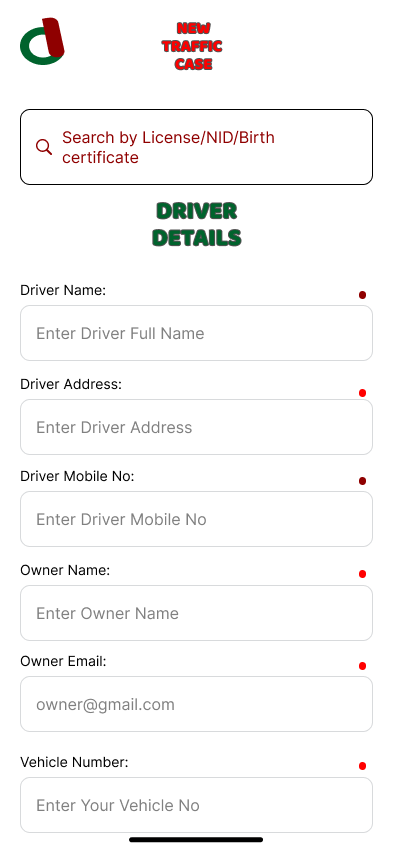 NEW
TRAFFIC
CASE
Search by License/NID/Birth
certificate
DRIVER
DETAILS
Driver Name:
Enter Driver Full Name
Driver Address:
Enter Driver Address
Driver Mobile No:
Enter Driver Mobile No
Owner Name:
Enter Owner Name
Owner Email:
owner@gmail.com
Vehicle Number:
Enter Your Vehicle No